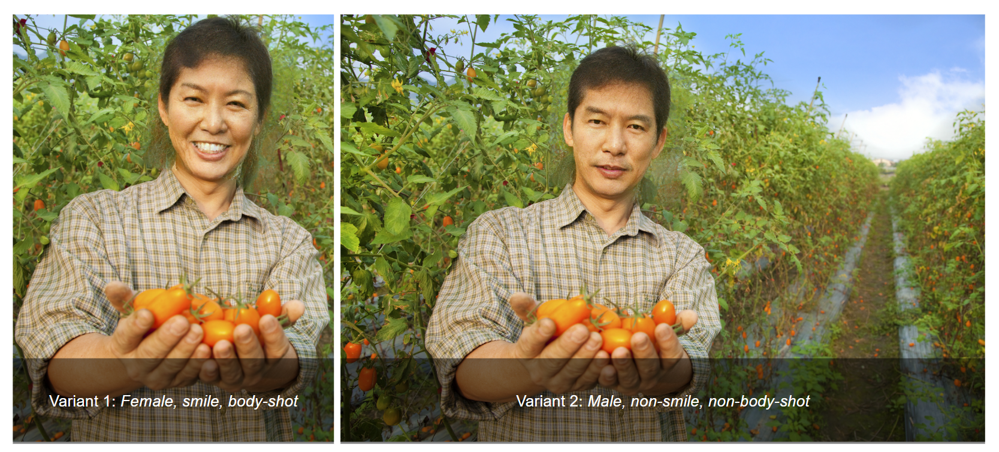 Variant 1: Female, smile, body-shot
Variant 2: Male, non-smile, non-body-shot